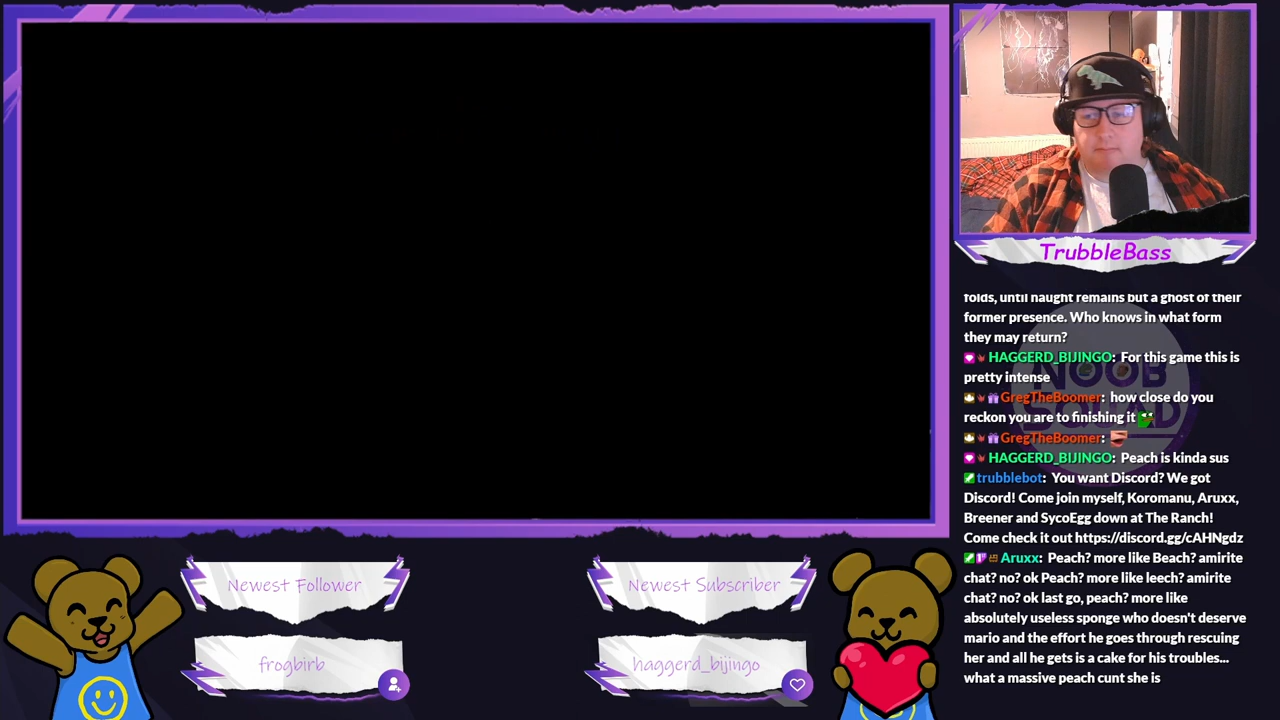 TrubbleBass
folds, until naught remains but a ghost of their
former presence. Who knows in what form
they may return?
HAGGERD_BIJINGO: For this game this is
pretty intense
GregTheBoomer: how close do you
reckon you are to finishing it
GregTheBoomer:
HAGGERD_BIJINGO: Peach is kinda sus
trubblebot: You want Discord? We got
Discord! Come join myself, Koromanu, Aruxx,
Breener and SycoEgg down at The Ranch!
Come check it out https://discord.gg/cAHNgdz
Aruxx: Peach? more like Beach? amirite
chat? no? ok Peach? more like leech? amirite
chat? no? ok last go, peach? more like
absolutely useless sponge who doesn't deserve
mario and the effort he goes through rescuing
her and all he gets is a cake for his troubles...
what a massive peach cunt she is
NOOB
SQUAD
Newest Follower
frogbirb
Newest Subscriber
haggerd_bijingo